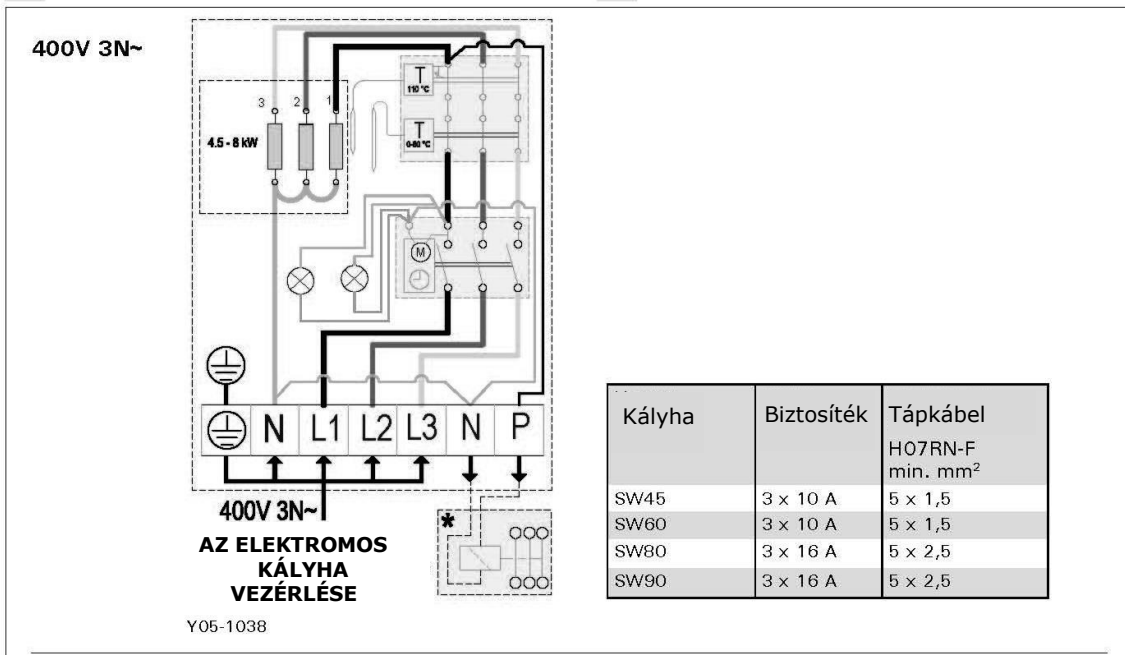 400V 3N~
3 2 1
4.5 - 8 kW
T
110 °C
T
0-60 °C
M
N L1 L2 L3 N P
400V 3N~
*
AZ ELEKTROMOS
KÁLYHA
VEZÉRLÉSE
Y05-1038
Kályha Biztosíték Tápkábel
H07RN-F
min. mm²
SW45 3 x 10 A 5 x 1,5
SW60 3 x 10 A 5 x 1,5
SW80 3 x 16 A 5 x 2,5
SW90 3 x 16 A 5 x 2,5